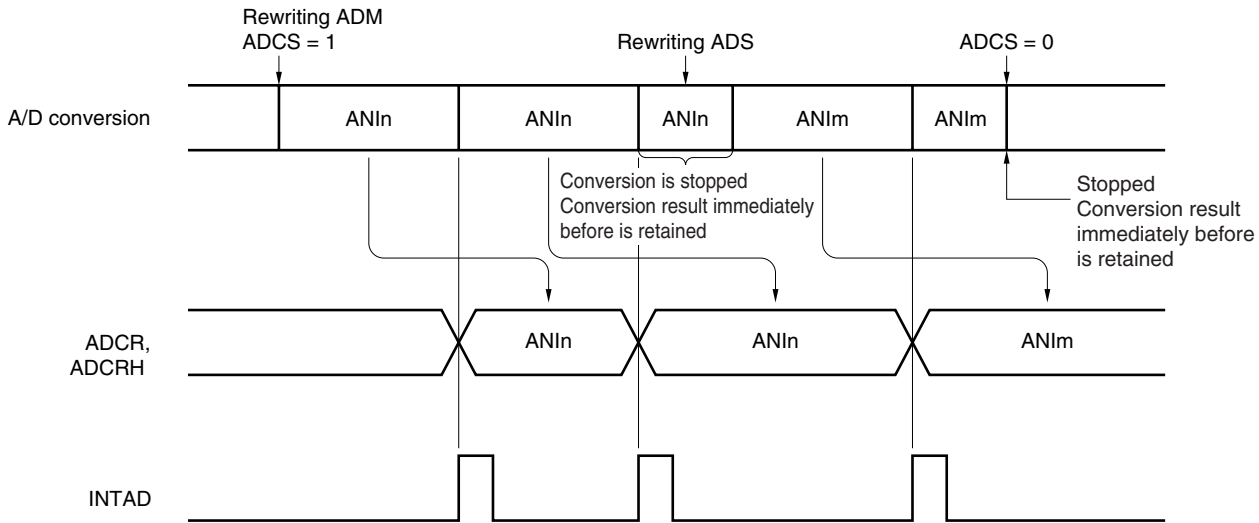 Rewriting ADM
ADCS = 1
Rewriting ADS
ADCS = 0
A/D conversion
ANIn
ANIn
ANIn
ANIm
ANIm
Conversion is stopped
Conversion result immediately
before is retained
Stopped
Conversion result
immediately before
is retained
ADCR,
ADCRH
ANIn
ANIn
ANIm
INTAD